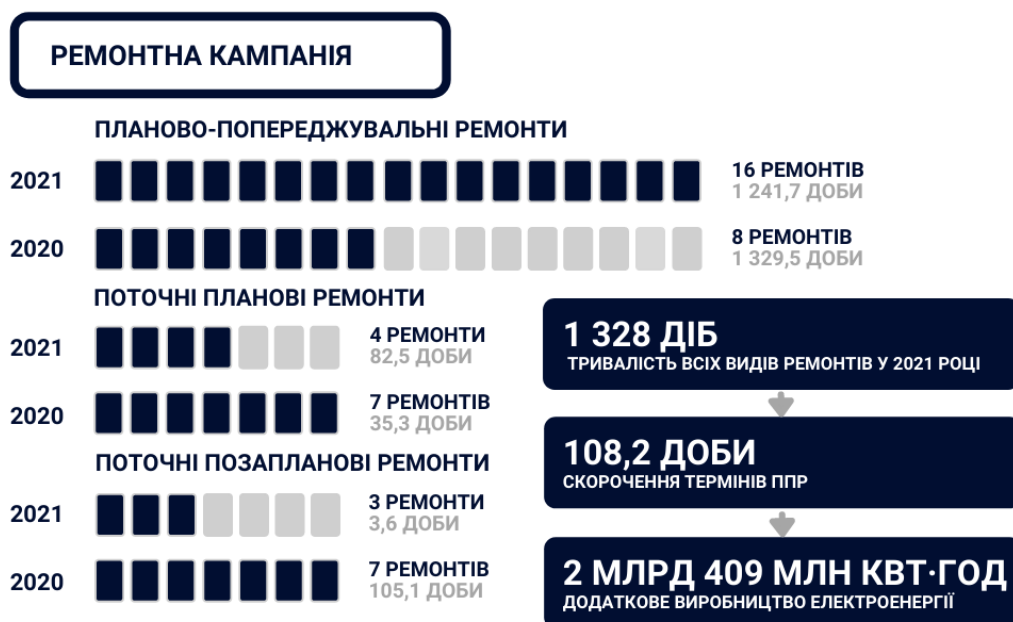 РЕМОНТНА КАМПАНІЯ
ПЛАНОВО-ПОПЕРЕДЖУВАЛЬНІ РЕМОНТИ
2021
16 РЕМОНТІВ
1 241,7 ДОБИ
2020
8 РЕМОНТІВ
1 329,5 ДОБИ
ПОТОЧНІ ПЛАНОВІ РЕМОНТИ
2021
4 РЕМОНТИ
82,5 ДОБИ
2020
7 РЕМОНТІВ
35,3 ДОБИ
ПОТОЧНІ ПОЗАПЛАНОВІ РЕМОНТИ
2021
3 РЕМОНТИ
3,6 ДОБИ
2020
7 РЕМОНТІВ
105,1 ДОБИ
1 328 ДІБ
ТРИВАЛІСТЬ ВСІХ ВИДІВ РЕМОНТІВ У 2021 РОЦІ
108,2 ДОБИ
СКОРОЧЕННЯ ТЕРМІНІВ ППР
2 МЛРД 409 МЛН КВТ·ГОД
ДОДАТКОВЕ ВИРОБНИЦТВО ЕЛЕКТРОЕНЕРГІЇ